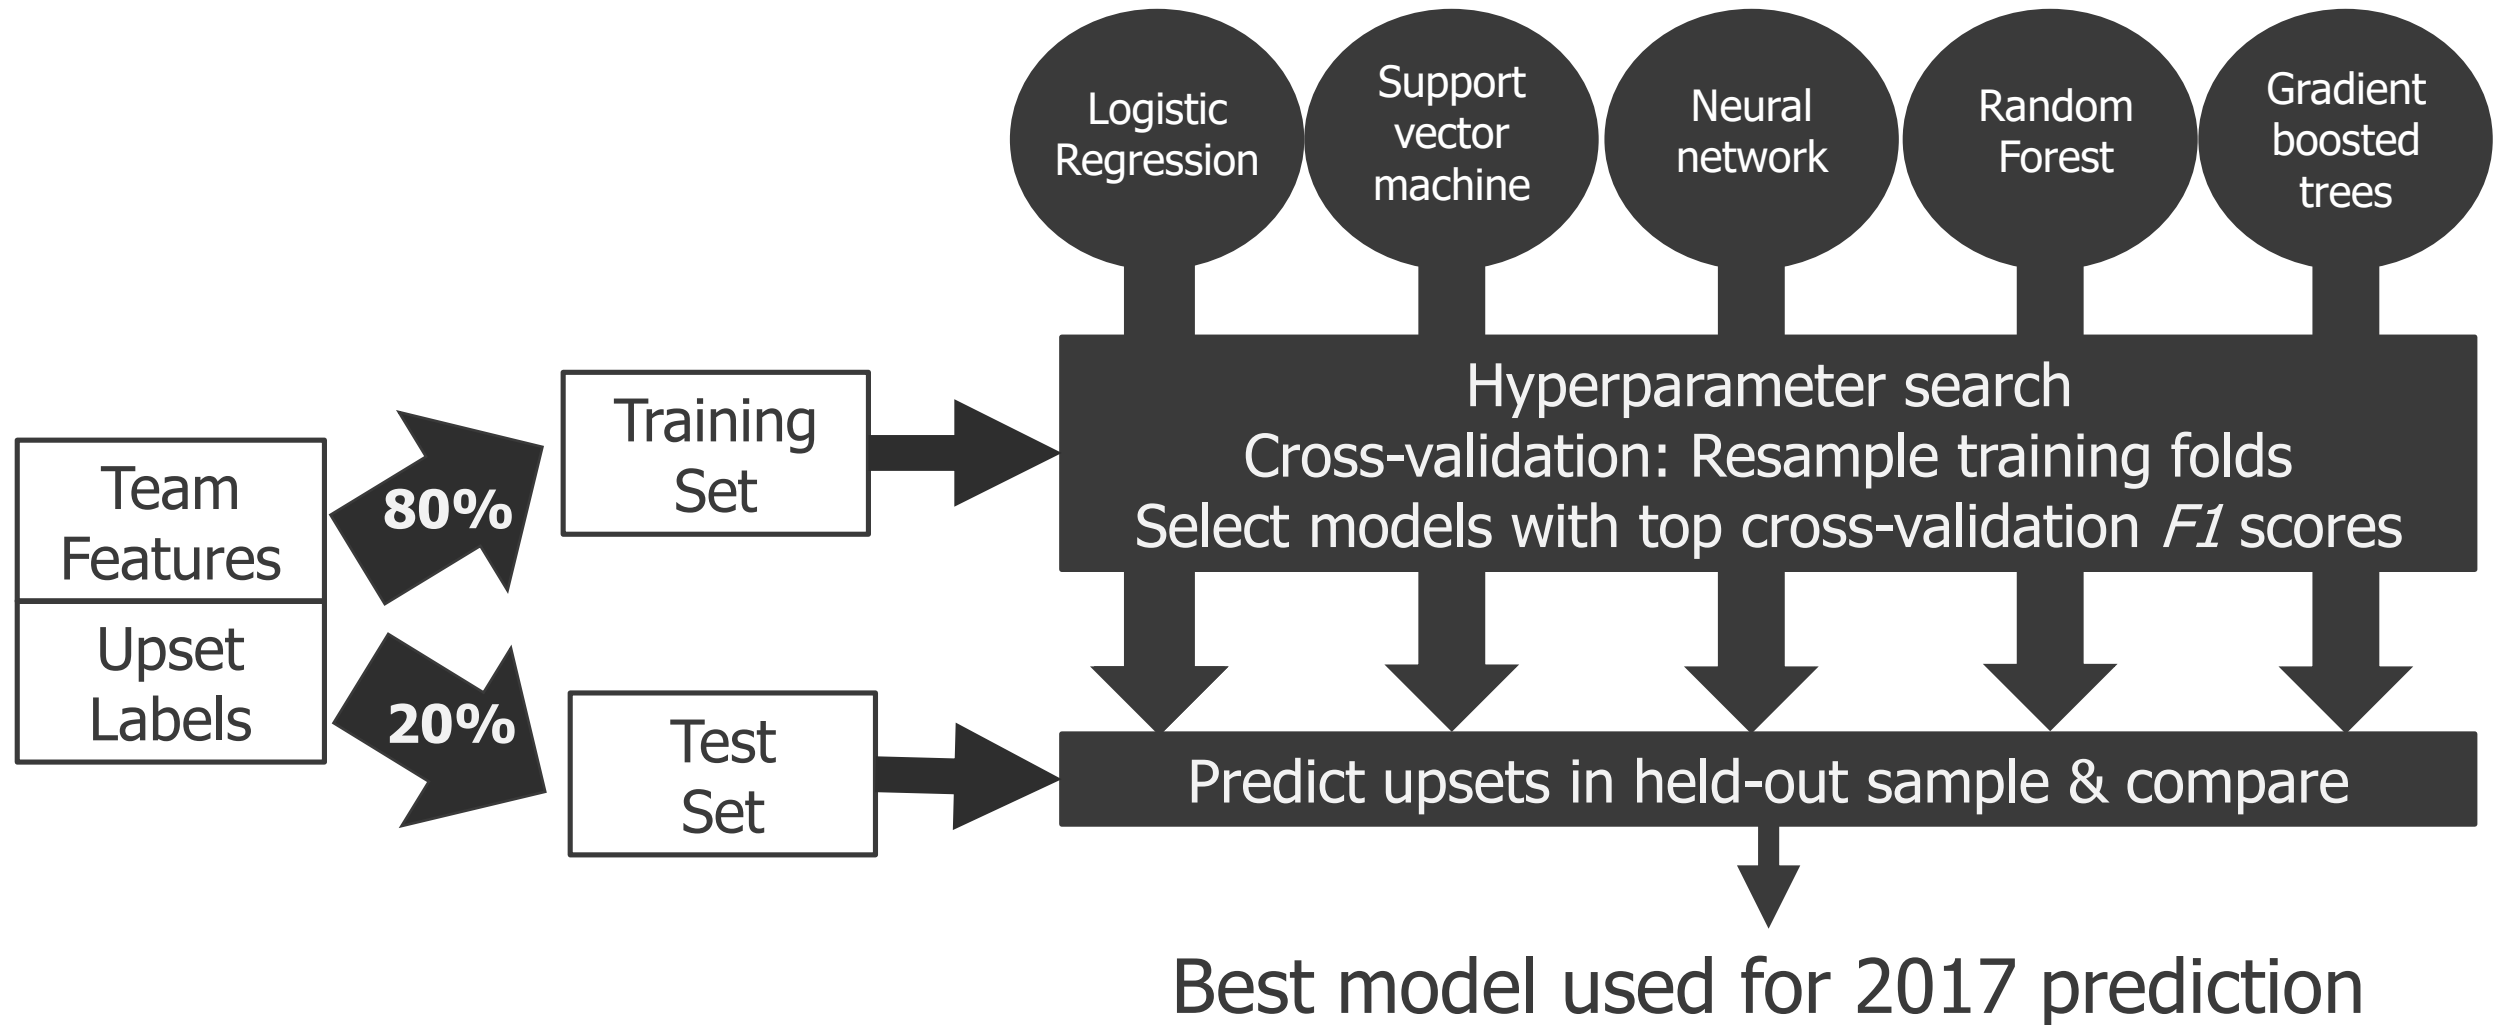 Logistic
Regression
Support
vector
machine
Neural
network
Random
Forest
Gradient
boosted
trees
Team
Features
Upset
Labels
80%
20%
Training
Set
Test
Set
Hyperparameter search
Cross-validation: Resample training folds
Select models with top cross-validation F1 scores
Predict upsets in held-out sample & compare
Best model used for 2017 prediction